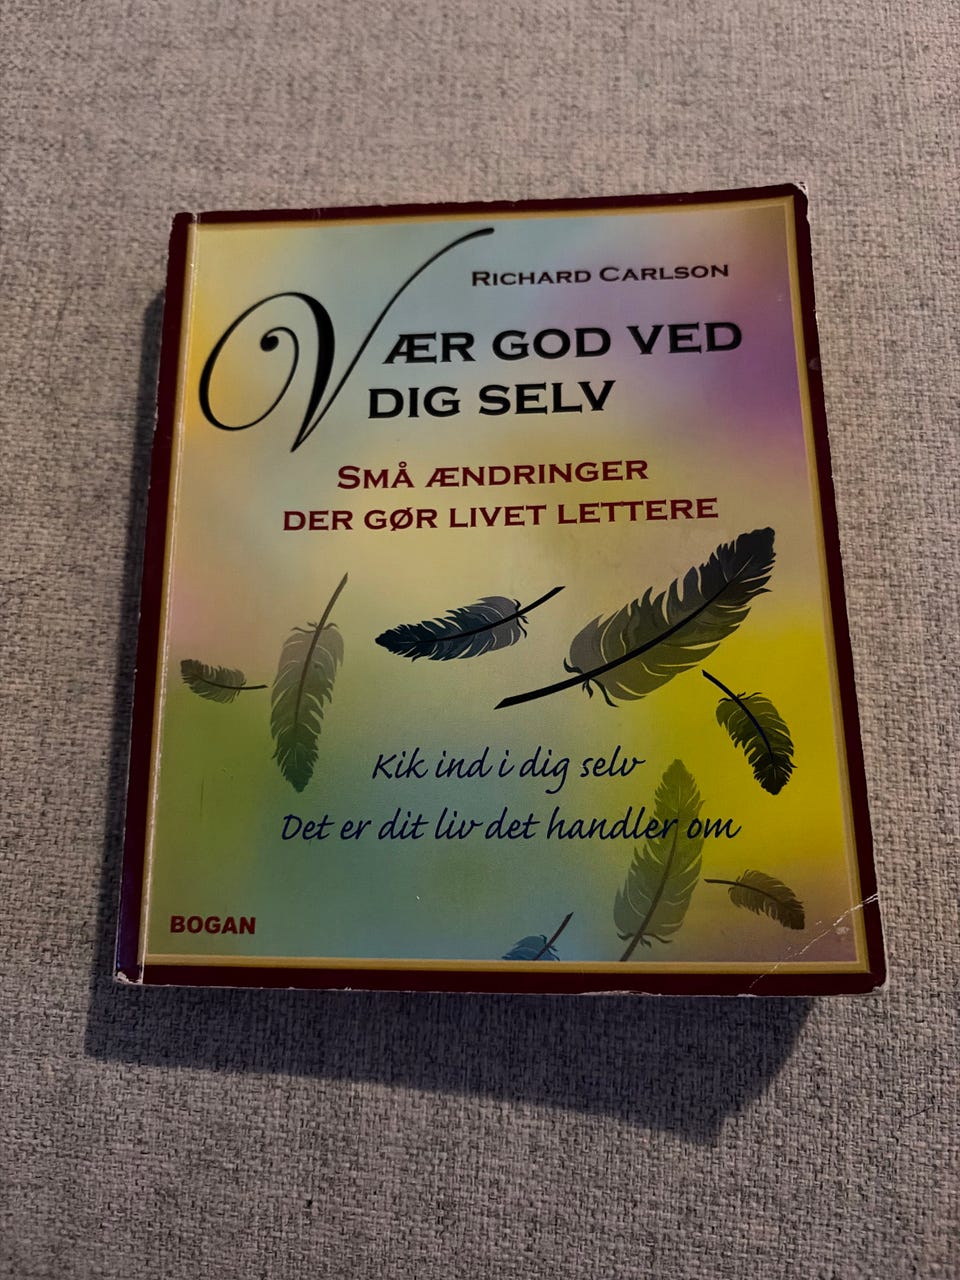 RICHARD CARLSON
VÆR GOD VED
DIG SELV
SMÅ ÆNDRINGER
DER GØR LIVET LETTERE
Kik ind i dig selv
Det er dit liv det handler om
BOGAN